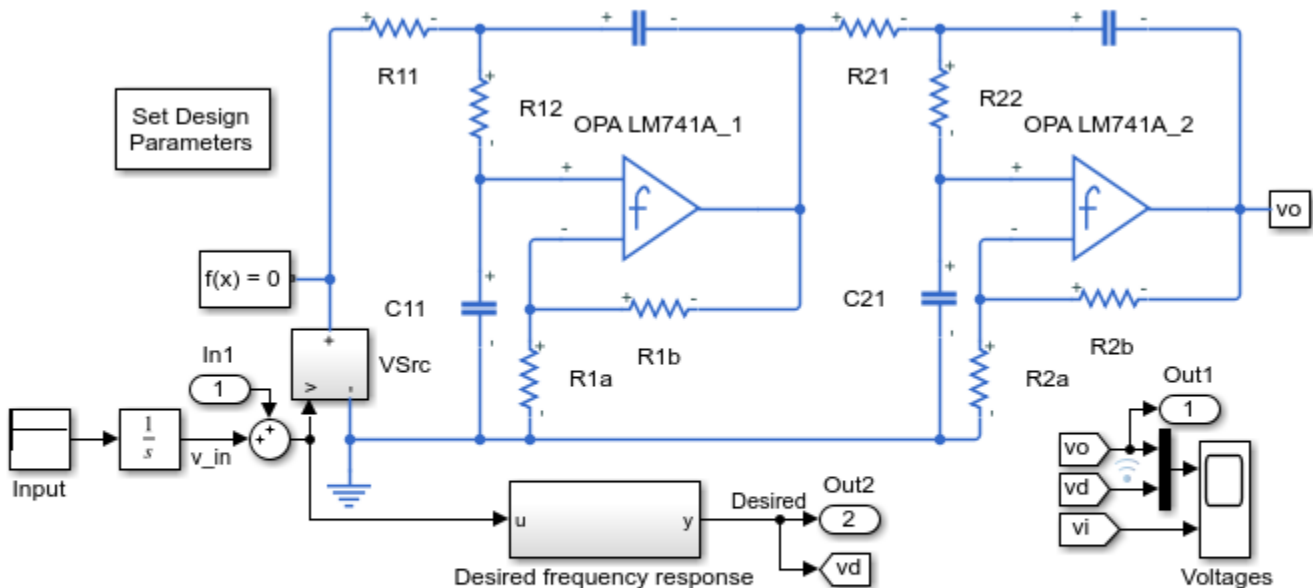 R11
R12
OPA LM741A_1
R21
R22
OPA LM741A_2
Set Design
Parameters
f
f
vo
f(x) = 0
C11
R1b
R1a
C21
R2b
R2a
VSrc
In1
1
Input
1
s
v_in
Desired frequency response
u
y
Desired
Out2
2
vd
Out1
1
vo
vd
vi
Voltages